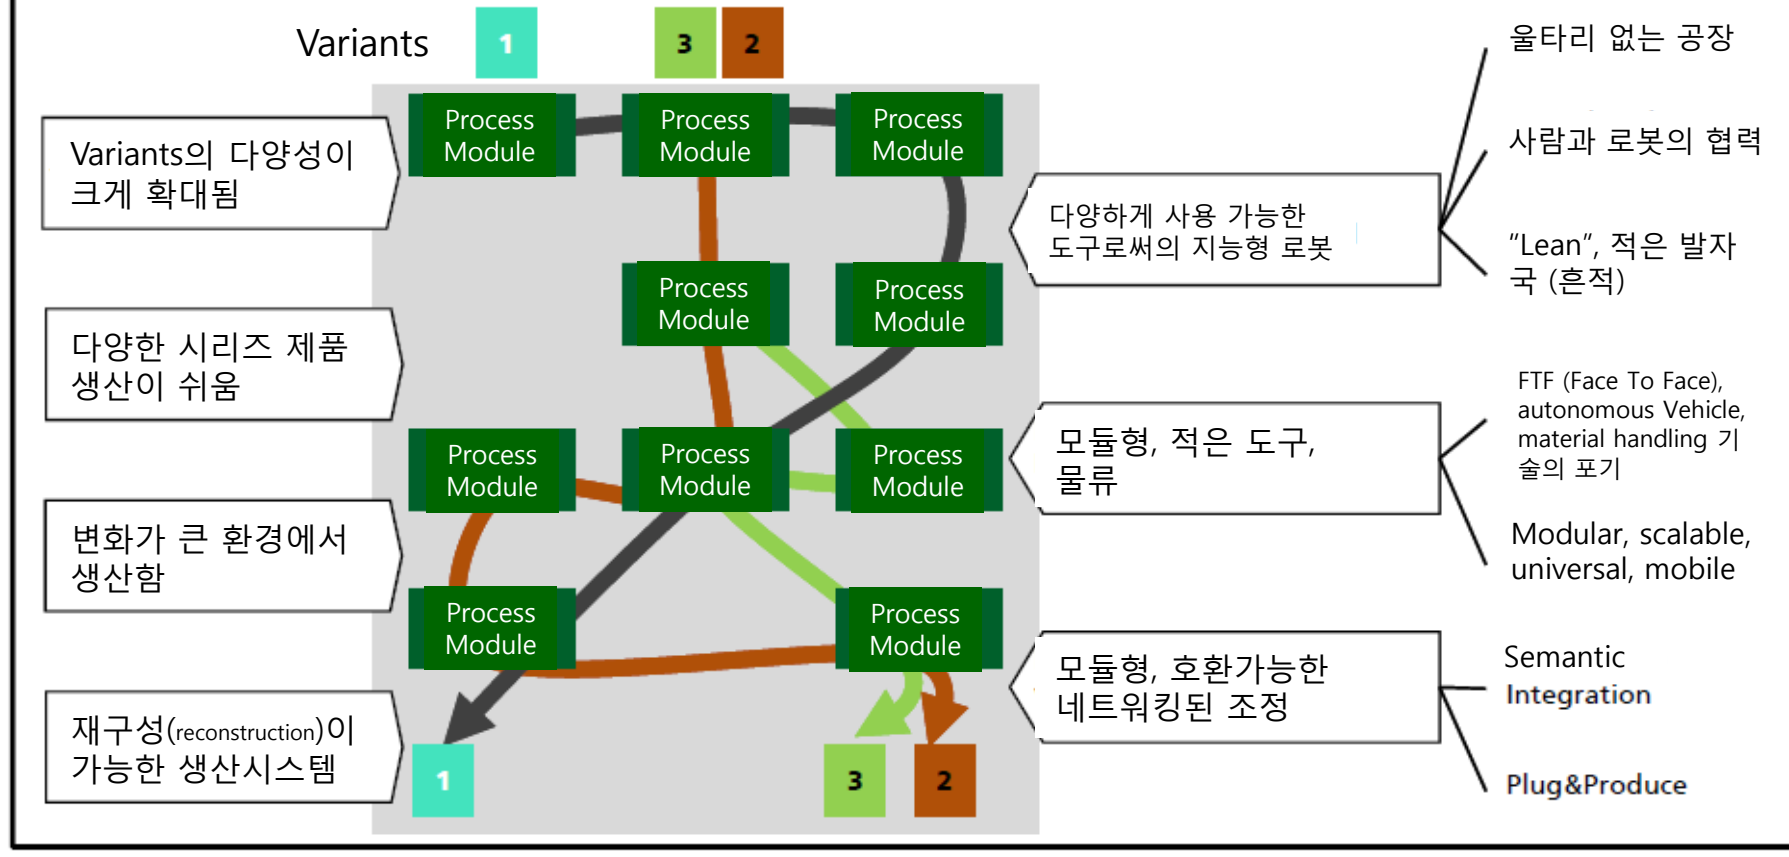 Variants
1
3
2
Variants의 다양성이
크게 확대됨
다양한 시리즈 제품
생산이 쉬움
변화가 큰 환경에서
생산함
재구성(reconstruction)이
가능한 생산시스템
Process
Module
Process
Module
Process
Module
Process
Module
Process
Module
Process
Module
Process
Module
Process
Module
Process
Module
Process
Module
1
3
2
다양하게 사용 가능한
도구로써의 지능형 로봇
울타리 없는 공장
사람과 로봇의 협력
“Lean”, 적은 발자
국 (흔적)
모듈형, 적은 도구,
물류
FTF (Face To Face),
autonomous Vehicle,
material handling 기
술의 포기
Modular, scalable,
universal, mobile
모듈형, 호환가능한
네트워킹된 조정
Semantic
Integration
Plug&Produce